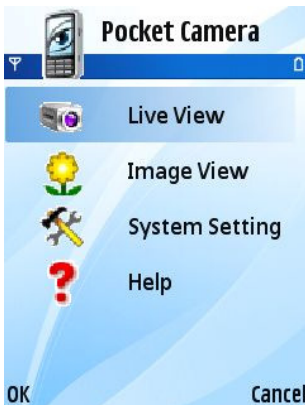 Pocket Camera
Live View
Image View
System Setting
Help
OK Cancel